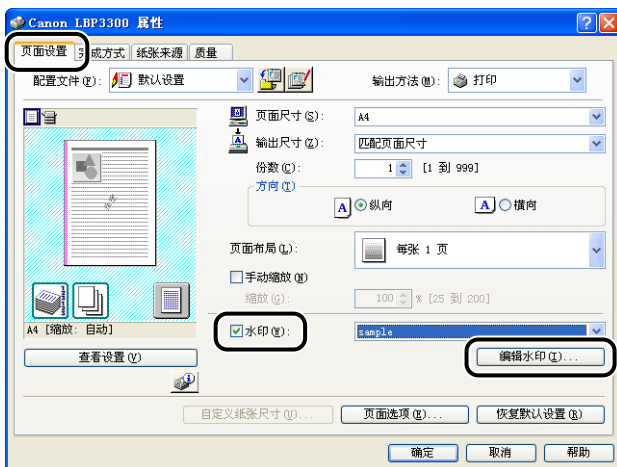 Canon LBP3300 属性
页面设置 完成方式 纸张来源 质量
配置文件(F): 默认设置 输出方法(M): 打印
页面尺寸(S): A4
输出尺寸(Z): 匹配页面尺寸
份数(C): 1 [1 到 999]
方向(T)
A 纵向 A 横向
页面布局(L): 每张 1 页
手动缩放(N)
缩放(G): 100 % [25 到 200]
A4 [缩放: 自动]
水印(W): sample
查看设置(V) 编辑水印(I)...
自定义纸张尺寸(U)... 页面选项(E)... 恢复默认设置(R)
确定 取消 帮助